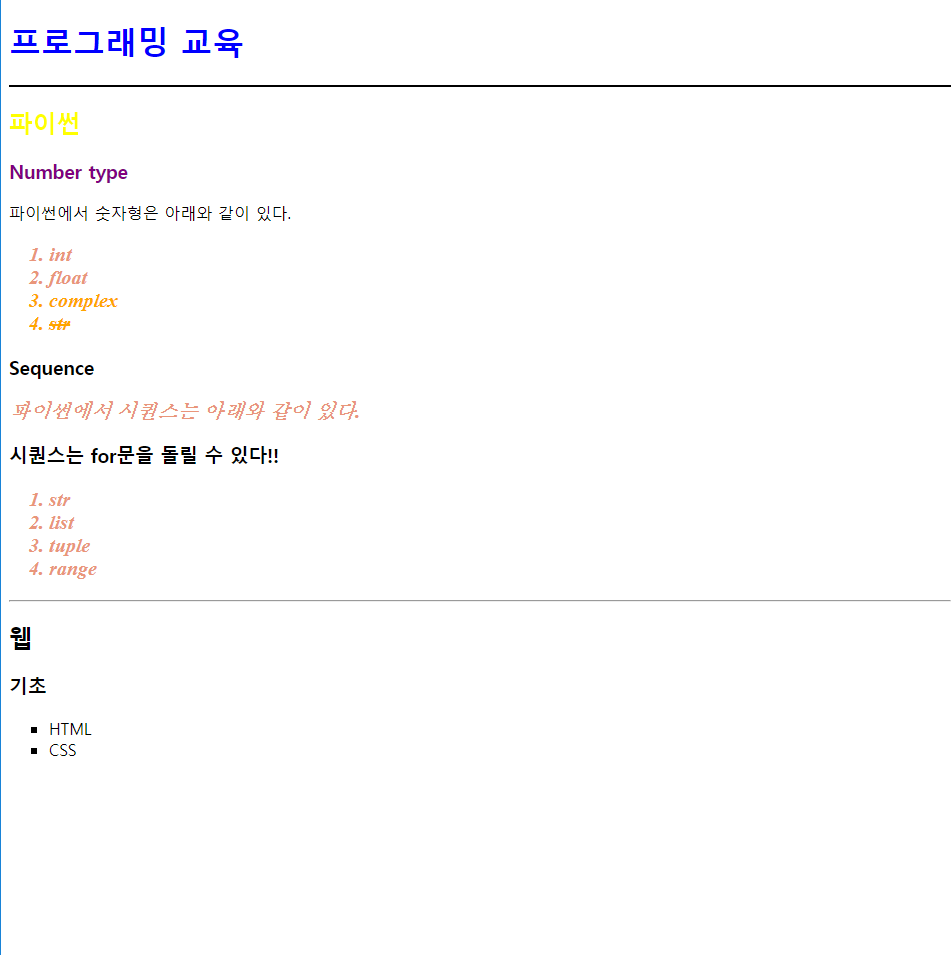 프로그래밍 교육
파이썬
Number type
파이썬에서 숫자형은 아래와 같이 있다.
1. int
2. float
3. complex
4. str
Sequence
파이썬에서 시퀀스는 아래와 같이 있다.
시퀀스는 for문을 돌릴 수 있다!!
1. str
2. list
3. tuple
4. range
웹
기초
▪ HTML
▪ CSS